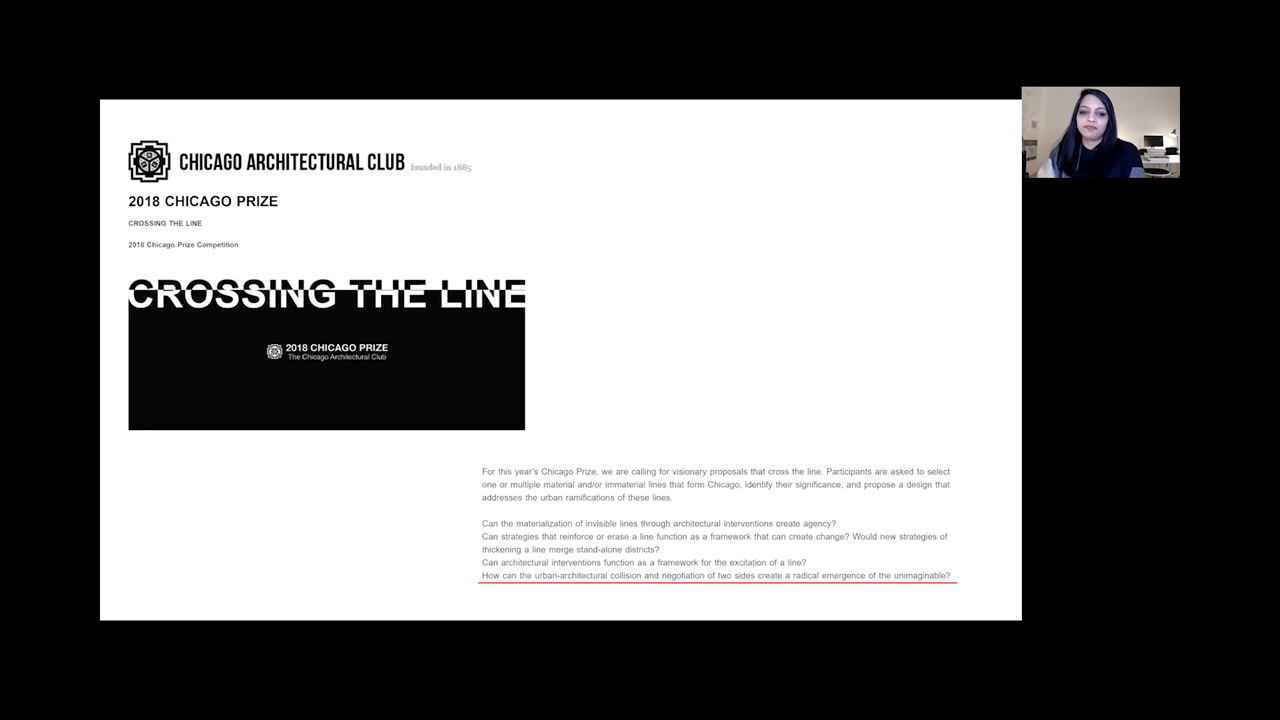 CHICAGO ARCHITECTURAL CLUB founded in 1885
2018 CHICAGO PRIZE
CROSSING THE LINE
2018 Chicago Prize Competition
CROSSING THE LINE
2018 CHICAGO PRIZE
The Chicago Architectural Club
For this year's Chicago Prize, we are calling for visionary proposals that cross the line. Participants are asked to select
one or multiple material and/or immaterial lines that form Chicago, identify their significance, and propose a design that
addresses the urban ramifications of these lines.
Can the materialization of invisible lines through architectural interventions create agency?
Can strategies that reinforce or erase a line function as a framework that can create change? Would new strategies of
thickening a line merge stand-alone districts?
Can architectural interventions function as a framework for the excitation of a line?
How can the urban-architectural collision and negotiation of two sides create a radical emergence of the unimaginable?